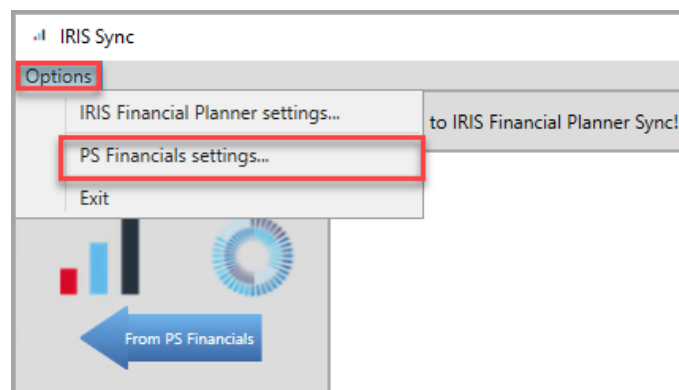 IRIS Sync
Options
IRIS Financial Planner settings...
to IRIS Financial Planner Sync!
PS Financials settings...
Exit
From PS Financials